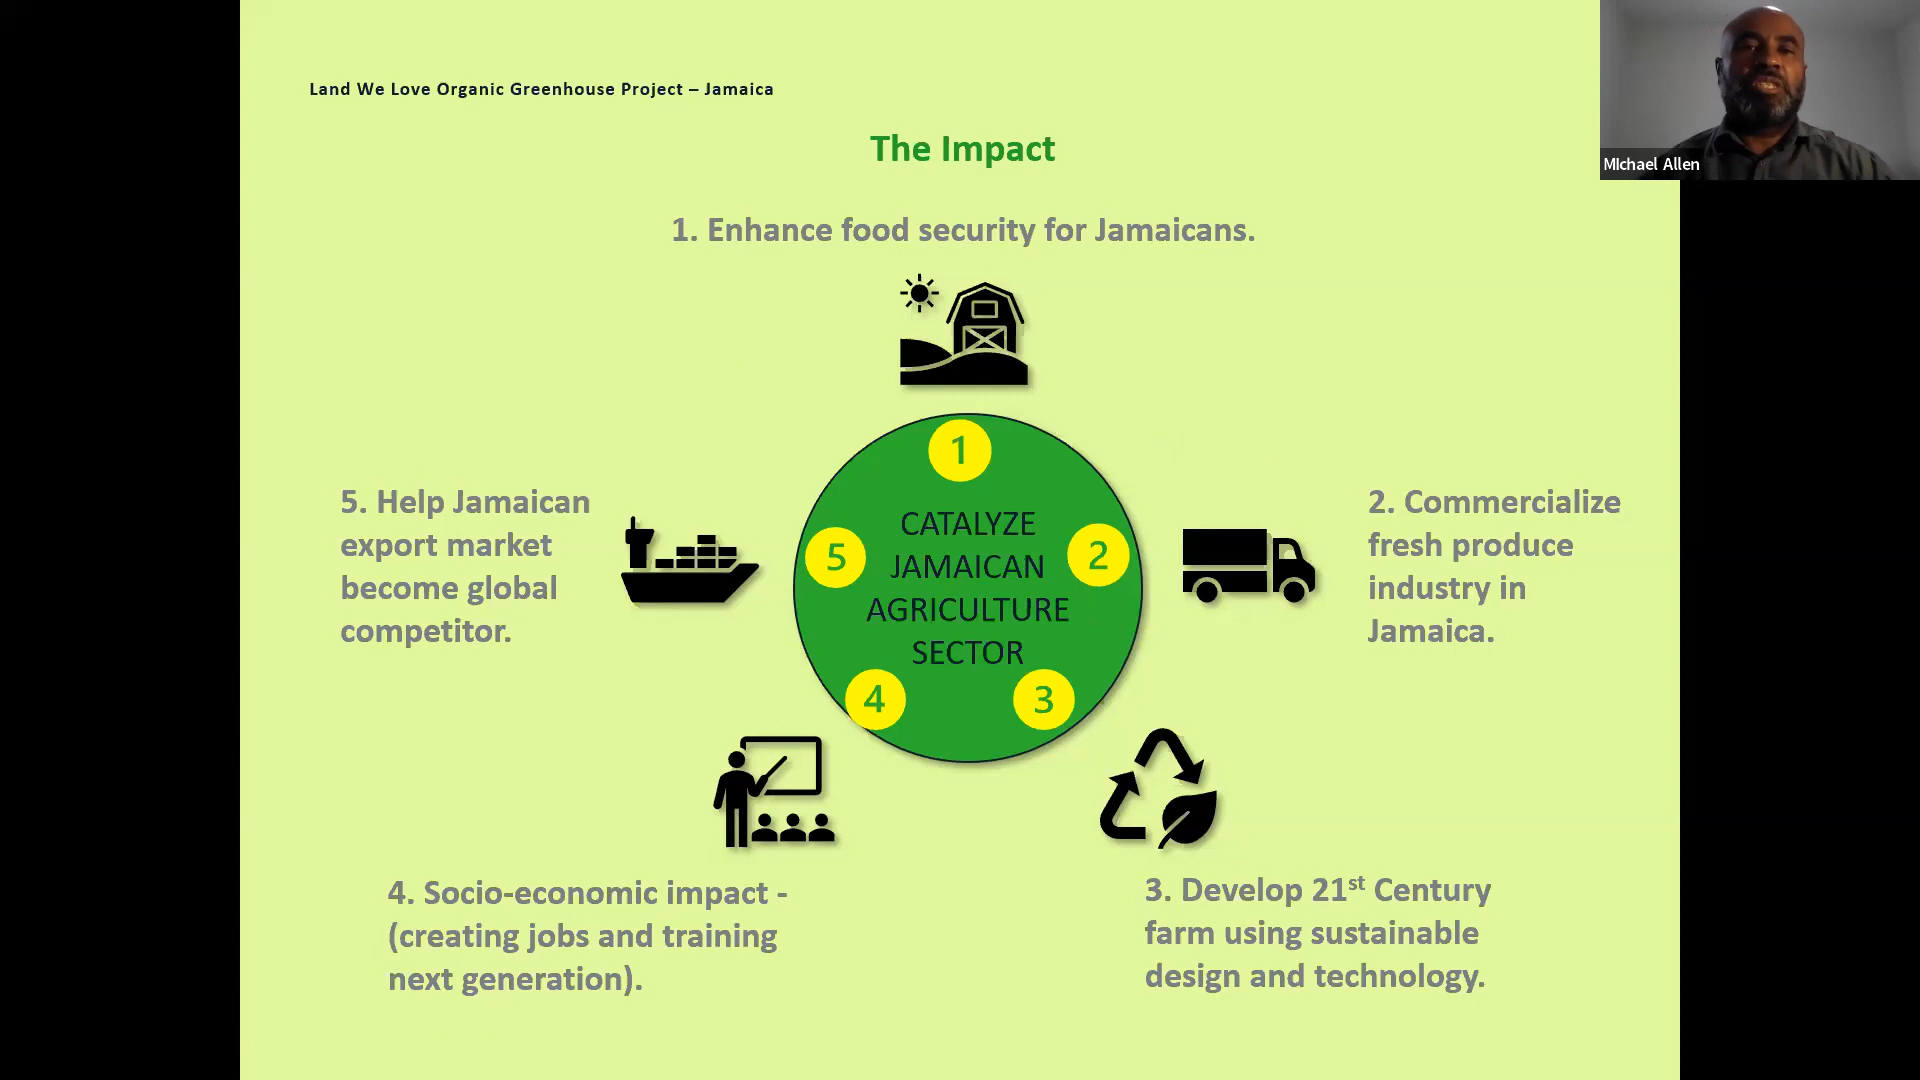 Land We Love Organic Greenhouse Project – Jamaica
MIchael Allen
The Impact
1. Enhance food security for Jamaicans.
1
5. Help Jamaican
export market
become global
competitor.
5
CATALYZE
JAMAICAN
AGRICULTURE
SECTOR
2
2. Commercialize
fresh produce
industry in
Jamaica.
4
3
4. Socio-economic impact -
(creating jobs and training
next generation).
3. Develop 21st Century
farm using sustainable
design and technology.